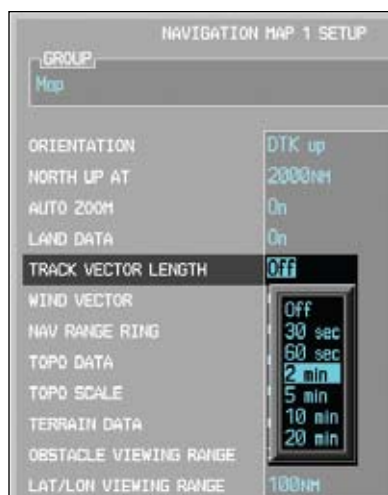 NAVIGATION MAP 1 SETUP
GROUP
Map
ORIENTATION DTK up
NORTH UP AT 2000NM
AUTO ZOOM On
LAND DATA On
TRACK VECTOR LENGTH Off
WIND VECTOR
Off
NAV RANGE RING
30 sec
60 sec
TOPO DATA
2 min
TOPO SCALE
5 min
TERRAIN DATA
10 min
20 min
OBSTACLE VIEWING RANGE
LAT/LON VIEWING RANGE 100NM